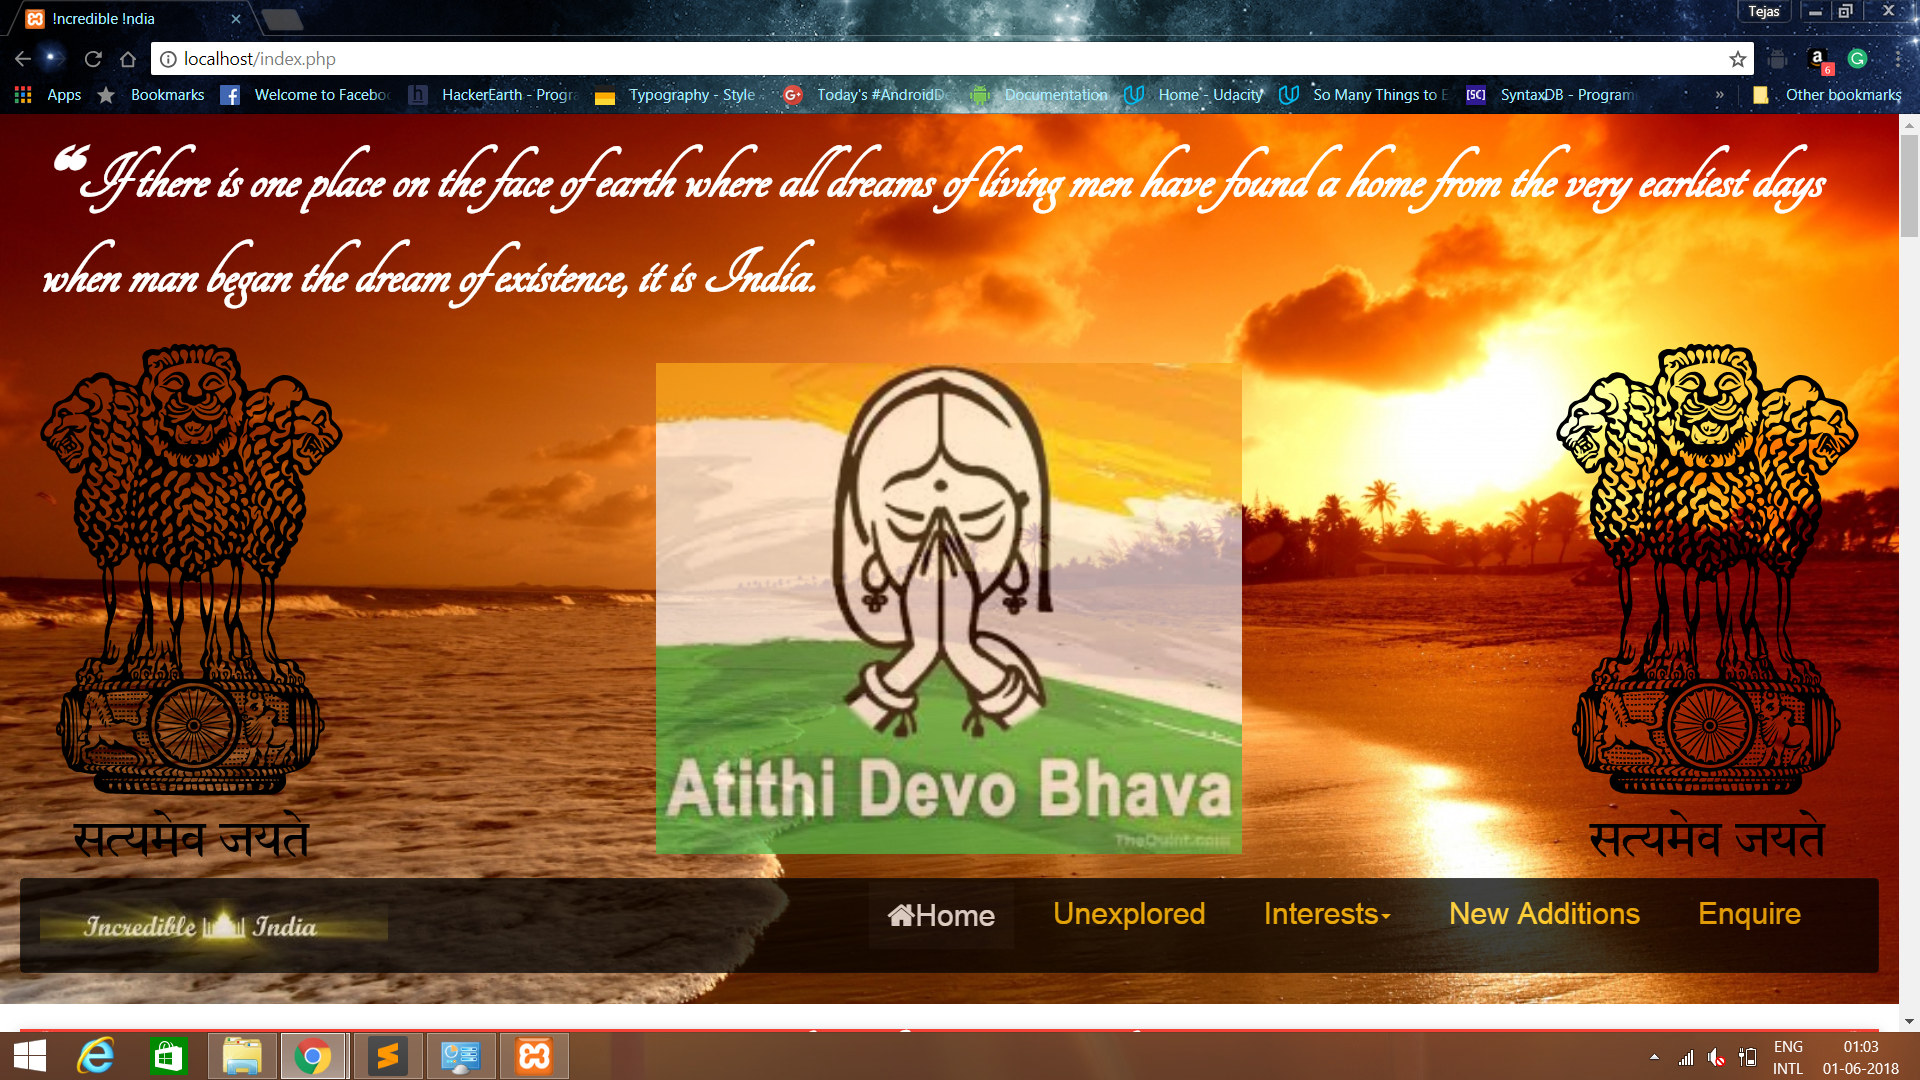 !ncredible !ndia
Tejas
localhost/index.php
Apps
Bookmarks
Welcome to Facebo
HackerEarth - Progra
Typography - Style
Today's #AndroidD
Documentation
Home - Udacity
So Many Things to E
[SC]
SyntaxDB - Program
»
Other bookmarks
a
6
❝If there is one place on the face of earth where all dreams of living men have found a home from the very earliest days
when man began the dream of existence, it is India.
Atithi Devo Bhava
TheQuint.com
सत्यमेव जयते
सत्यमेव जयते
Incredible India
Home
Unexplored
Interests
New Additions
Enquire
ENG
INTL
01:03
01-06-2018